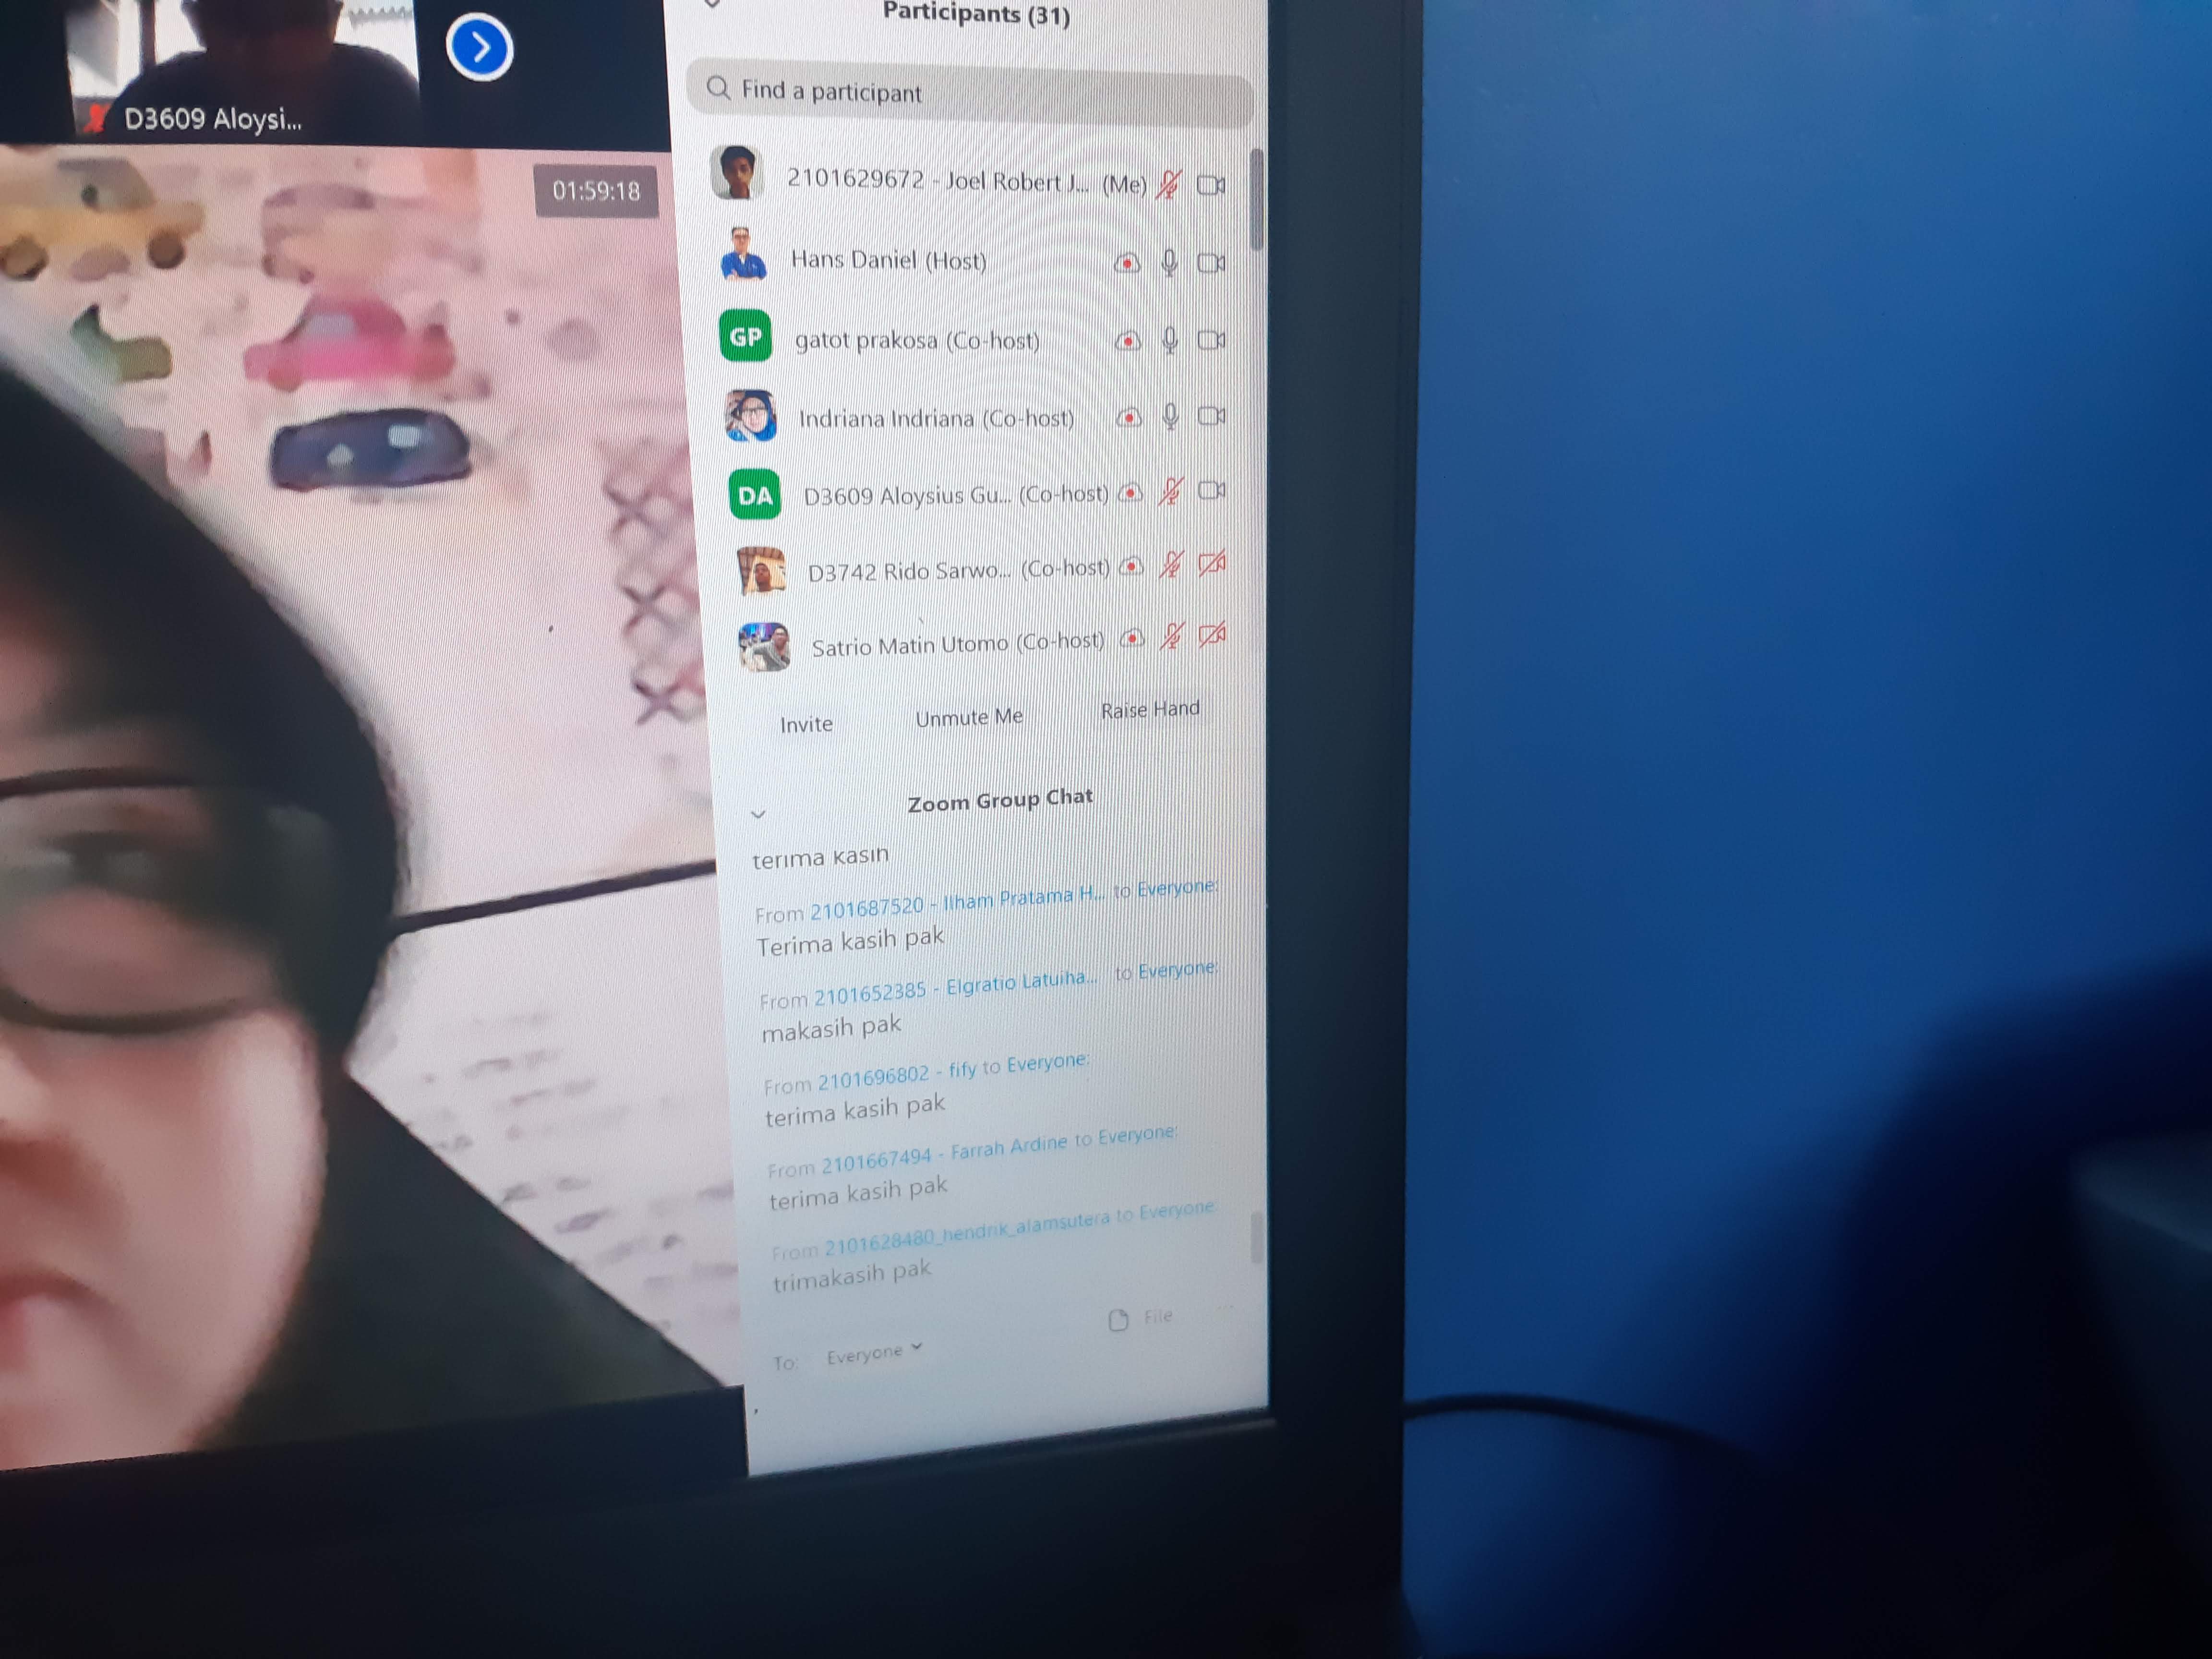 D3609 Aloysi...
01:59:18
Participants (31)
Find a participant
2101629672 - Joel Robert J... (Me)
Hans Daniel (Host)
GP
gatot prakosa (Co-host)
Indriana Indriana (Co-host)
DA
D3609 Aloysius Gu... (Co-host)
D3742 Rido Sarwo... (Co-host)
Satrio Matin Utomo (Co-host)
Invite Unmute Me Raise Hand
Zoom Group Chat
terima kasih
From 2101687520 - Ilham Pratama H... to Everyone:
Terima kasih pak
From 2101652385 - Elgratio Latuiha... to Everyone:
makasih pak
From 2101696802 - fify to Everyone:
terima kasih pak
From 2101667494 - Farrah Ardine to Everyone:
terima kasih pak
From 2101628480_hendrik_alamsutera to Everyone:
trimakasih pak
To: Everyone File